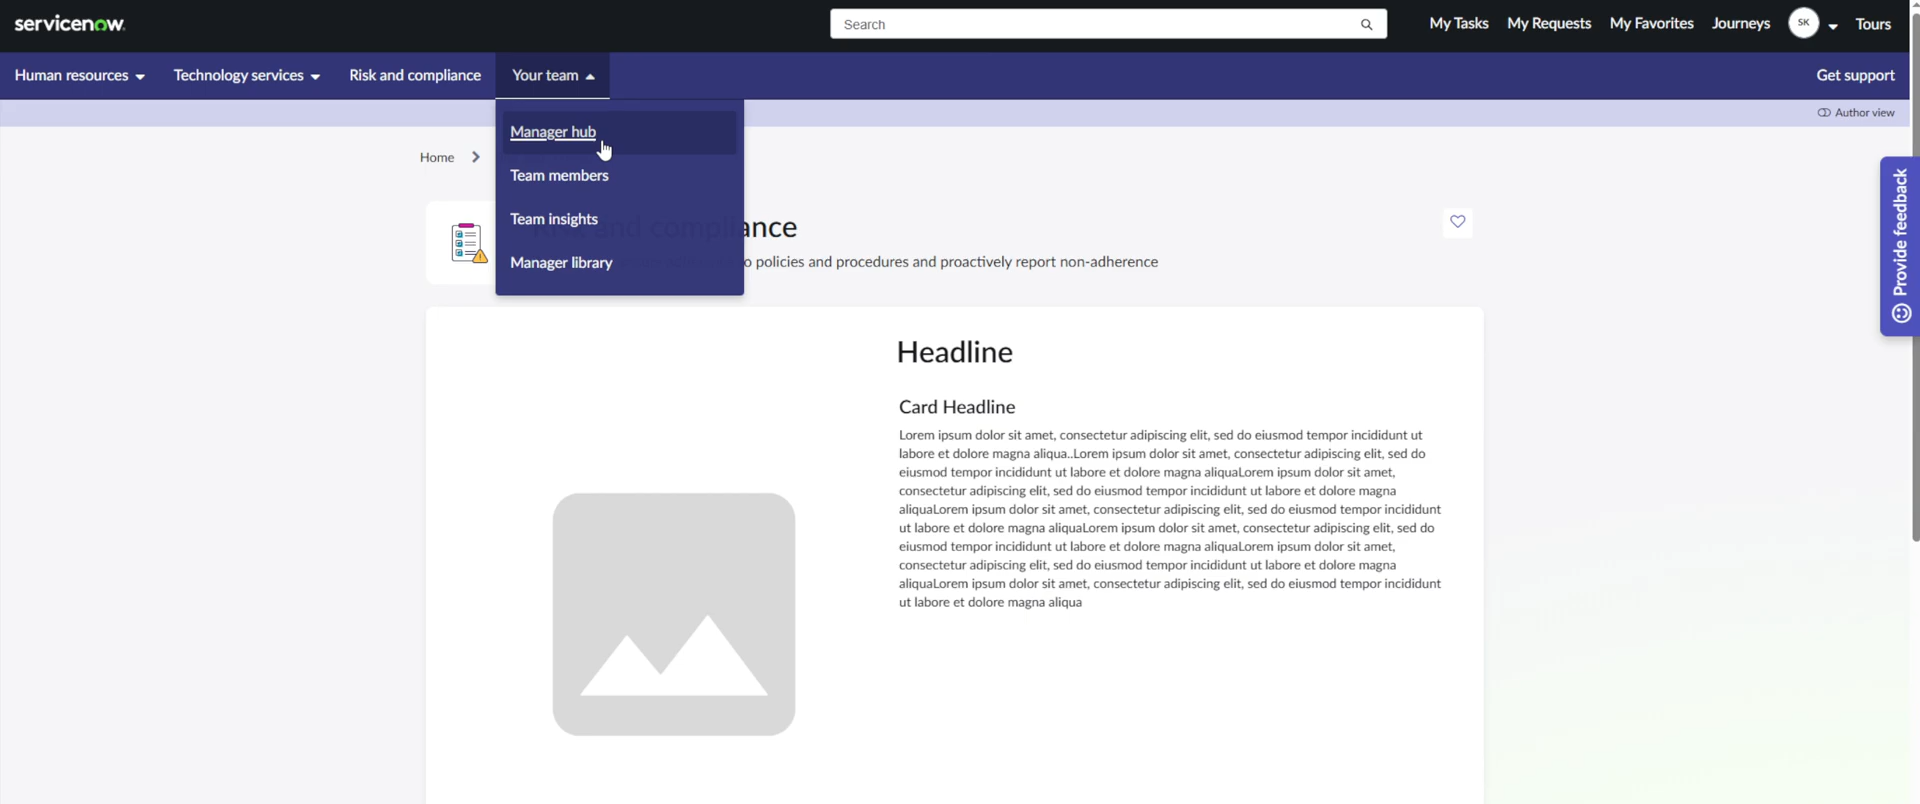 servicenow
Search
My Tasks
My Requests
My Favorites
Journeys
SK
Tours
Human resources
Technology services
Risk and compliance
Your team
Get support
Author view
Manager hub
Team members
Team insights
Manager library
Home
and compliance
o policies and procedures and proactively report non-adherence
Provide feedback
Headline
Card Headline
Lorem ipsum dolor sit amet, consectetur adipiscing elit, sed do eiusmod tempor incididunt ut
labore et dolore magna aliqua..Lorem ipsum dolor sit amet, consectetur adipiscing elit, sed do
eiusmod tempor incididunt ut labore et dolore magna aliquaLorem ipsum dolor sit amet,
consectetur adipiscing elit, sed do eiusmod tempor incididunt ut labore et dolore magna
aliquaLorem ipsum dolor sit amet, consectetur adipiscing elit, sed do eiusmod tempor incididunt
ut labore et dolore magna aliquaLorem ipsum dolor sit amet, consectetur adipiscing elit, sed do
eiusmod tempor incididunt ut labore et dolore magna aliquaLorem ipsum dolor sit amet,
consectetur adipiscing elit, sed do eiusmod tempor incididunt ut labore et dolore magna
aliquaLorem ipsum dolor sit amet, consectetur adipiscing elit, sed do eiusmod tempor incididunt
ut labore et dolore magna aliqua